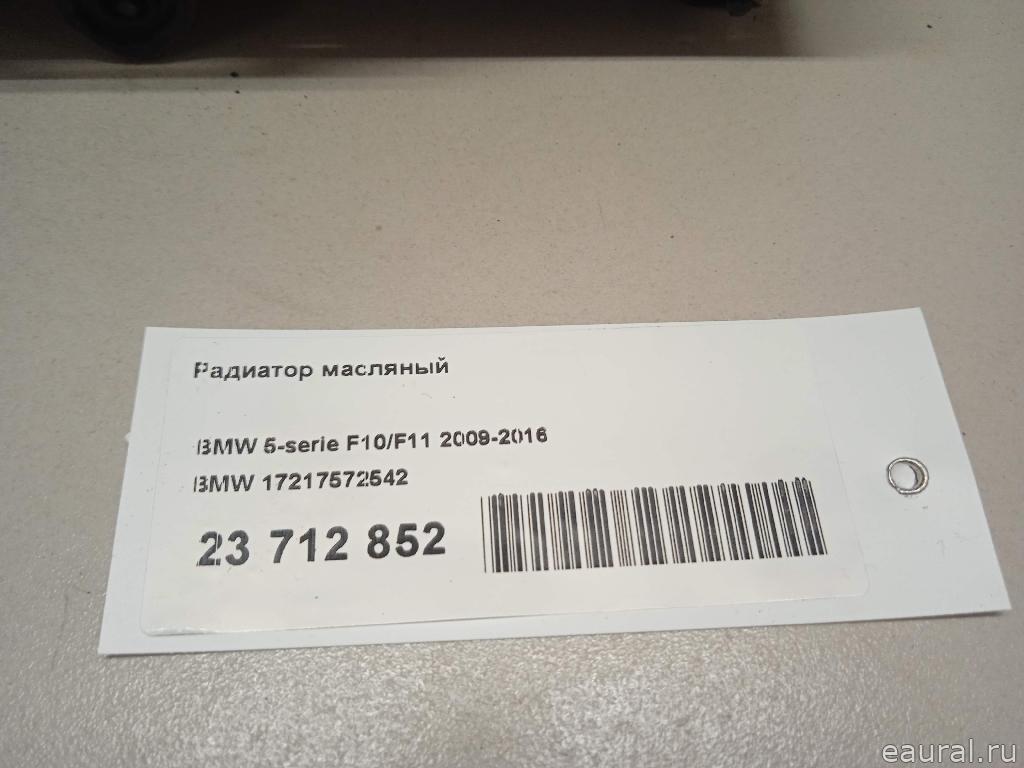 Радиатор масляный
BMW 5-serie F10/F11 2009-2016
BMW 17217572542
23 712 852
eaural.ru